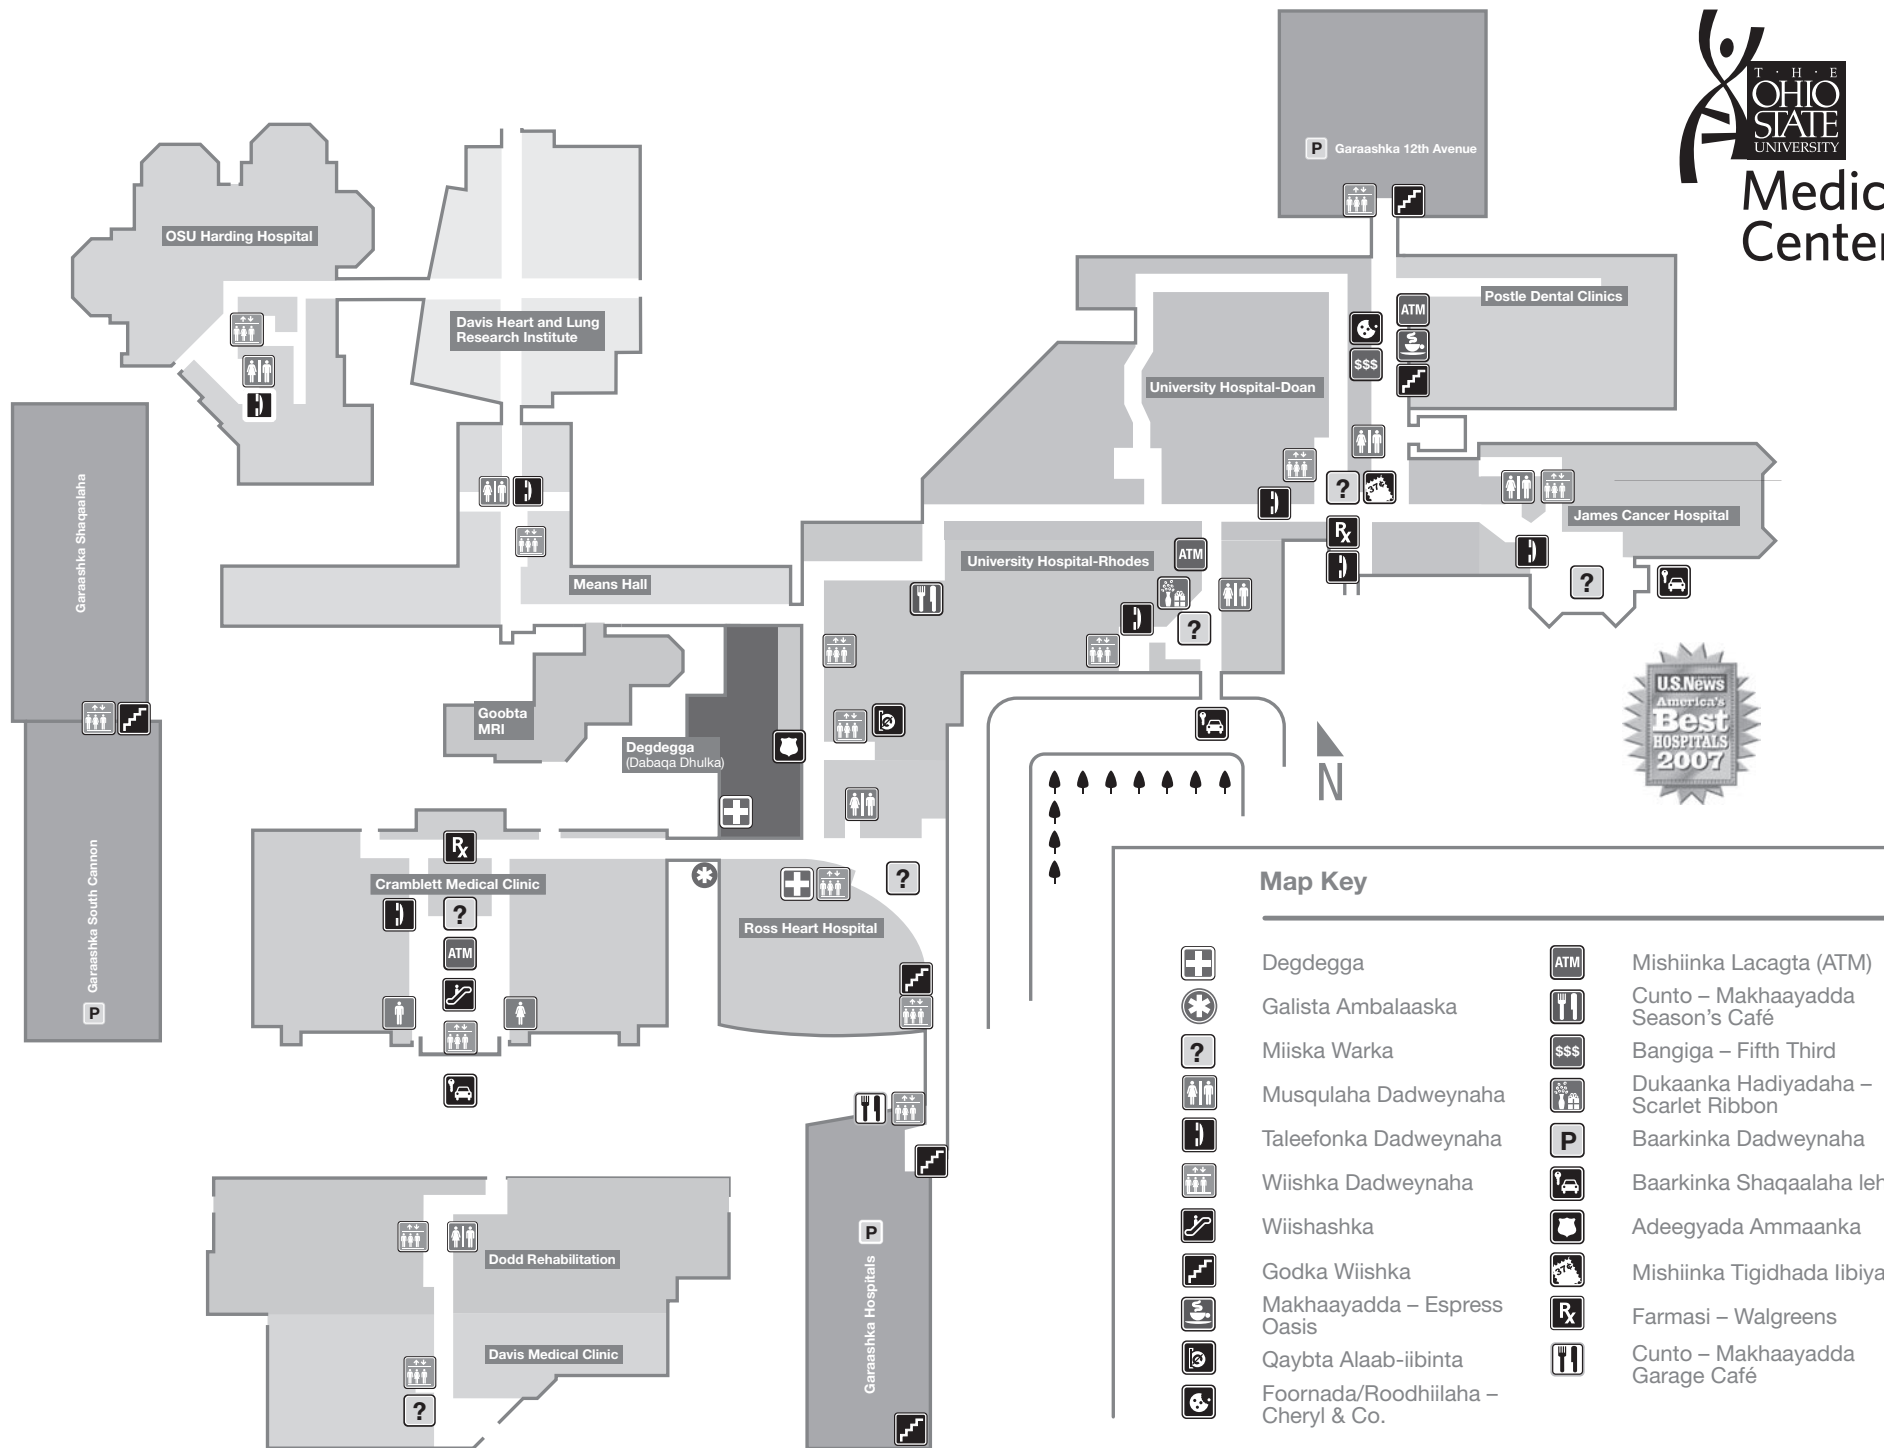 T · H · E
OHIO
STATE
UNIVERSITY
Medic
Center
P Garaashka 12th Avenue
OSU Harding Hospital
Davis Heart and Lung
Research Institute
Postle Dental Clinics
ATM
$$$
University Hospital-Doan
Garaashka Shaqaalaha
?
37¢
James Cancer Hospital
Rx
University Hospital-Rhodes
ATM
Means Hall
?
?
U.S.News
America's
Best
HOSPITALS
2007
Goobta
MRI
Degdegga
(Dabaqa Dhulka)
N
Rx
Cramblett Medical Clinic
?
ATM
?
Ross Heart Hospital
Garaashka South Cannon
P
P
Garaashka Hospitals
Dodd Rehabilitation
Davis Medical Clinic
?
Map Key
Degdegga
Galista Ambalaaska
? Miiska Warka
Musqulaha Dadweynaha
Taleefonka Dadweynaha
Wiishka Dadweynaha
Wiishashka
Godka Wiishka
Makhaayadda – Espress
Oasis
Qaybta Alaab-iibinta
Foornada/Roodhiilaha –
Cheryl & Co.
ATM Mishiinka Lacagta (ATM)
Cunto – Makhaayadda
Season's Café
$$$ Bangiga – Fifth Third
Dukaanka Hadiyadaha –
Scarlet Ribbon
P Baarkinka Dadweynaha
Baarkinka Shaqaalaha leh
Adeegyada Ammaanka
37¢ Mishiinka Tigidhada Iibiya
Rx Farmasi – Walgreens
Cunto – Makhaayadda
Garage Café